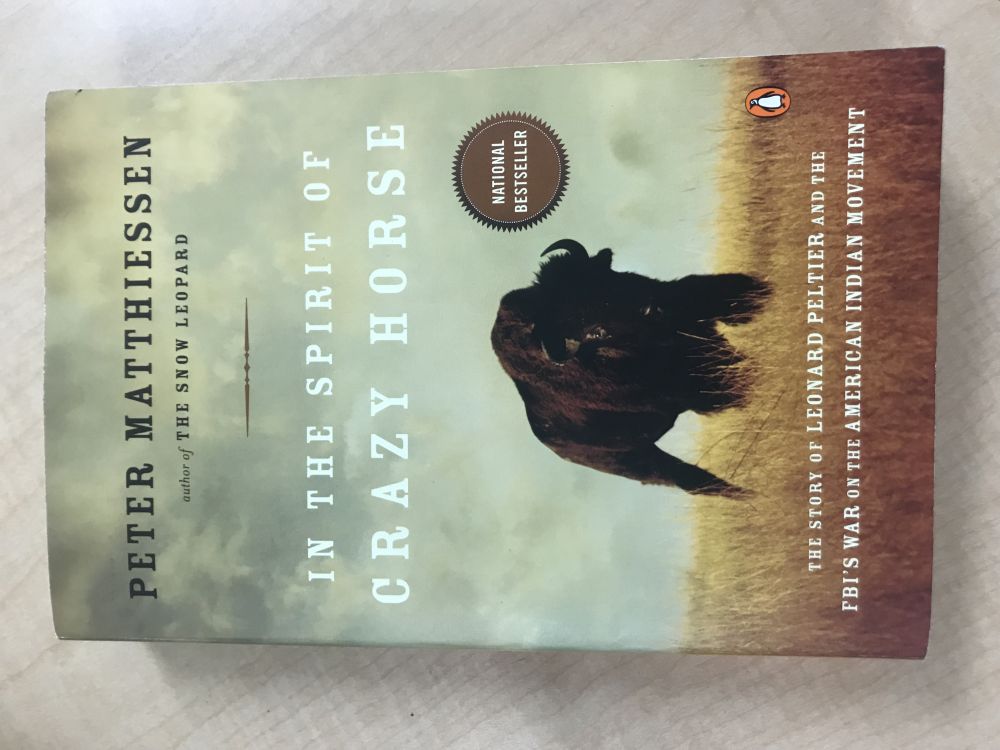 PETER MATTHIESSEN
author of THE SNOW LEOPARD
IN THE SPIRIT OF
CRAZY HORSE
NATIONAL
BESTSELLER
THE STORY OF LEONARD PELTIER AND THE
FBI'S WAR ON THE AMERICAN INDIAN MOVEMENT